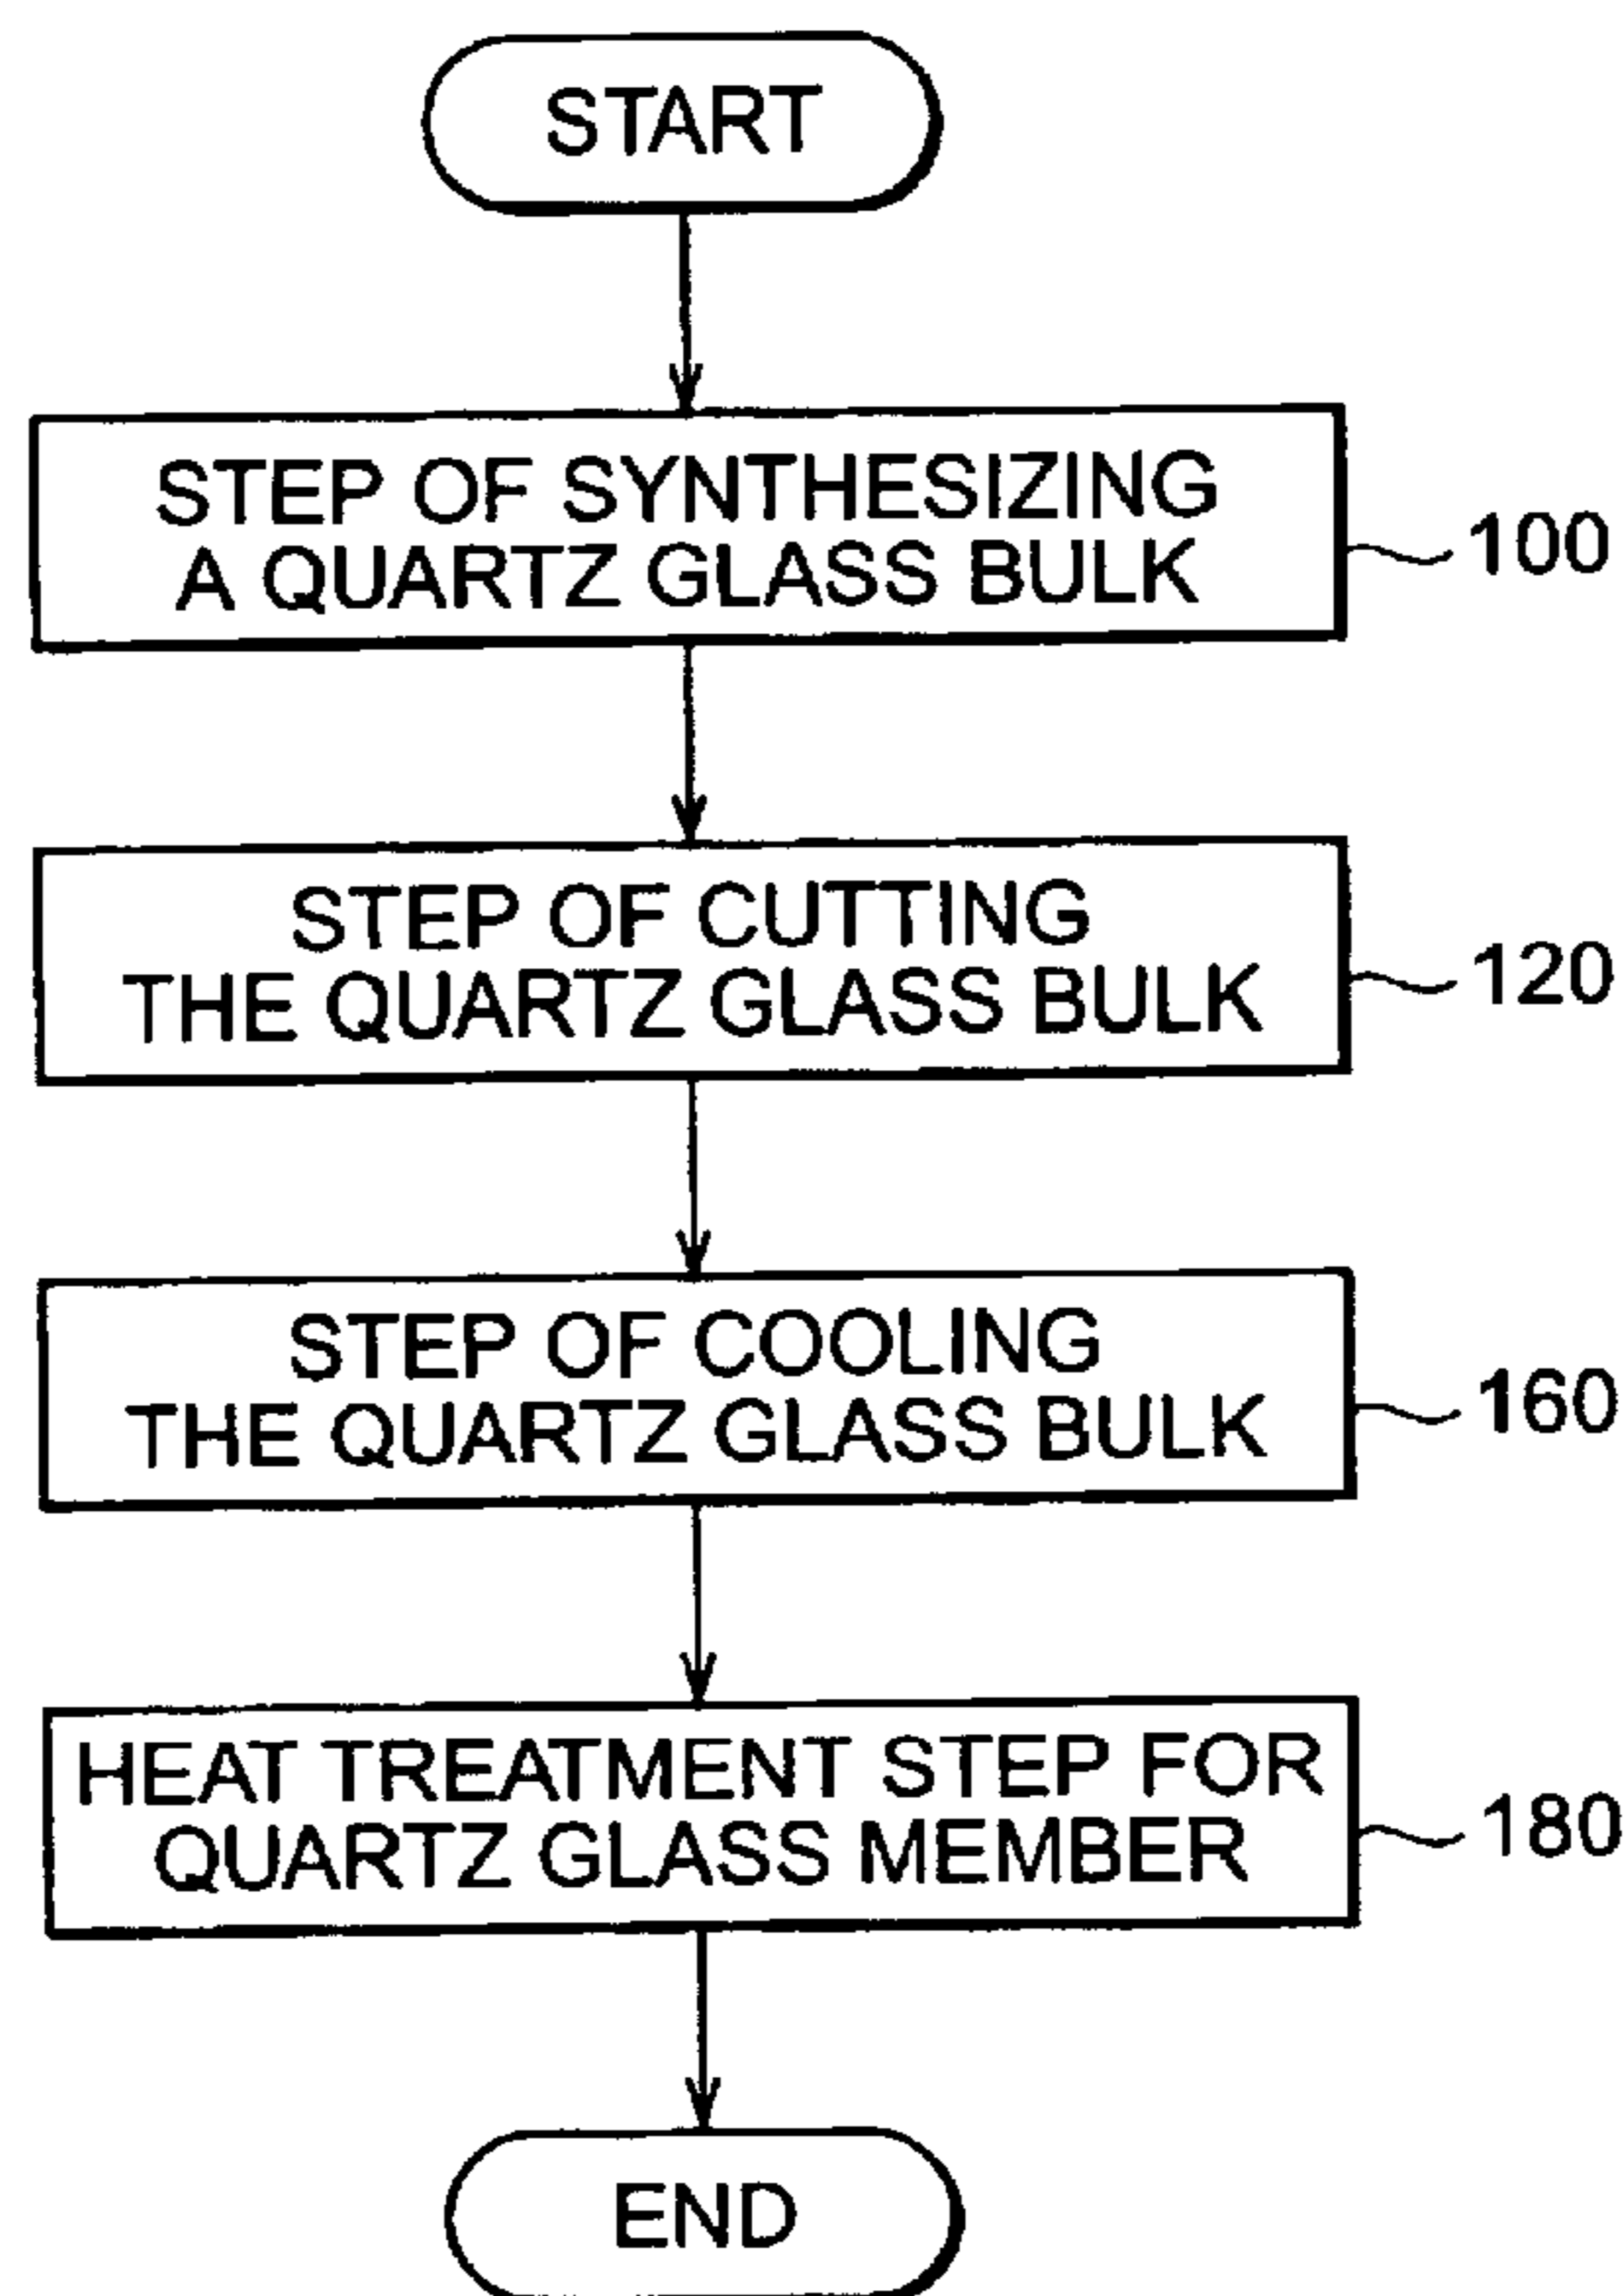 START
STEP OF SYNTHESIZING
A QUARTZ GLASS BULK
100
STEP OF CUTTING
THE QUARTZ GLASS BULK
120
STEP OF COOLING
THE QUARTZ GLASS BULK
160
HEAT TREATMENT STEP FOR
QUARTZ GLASS MEMBER
180
END